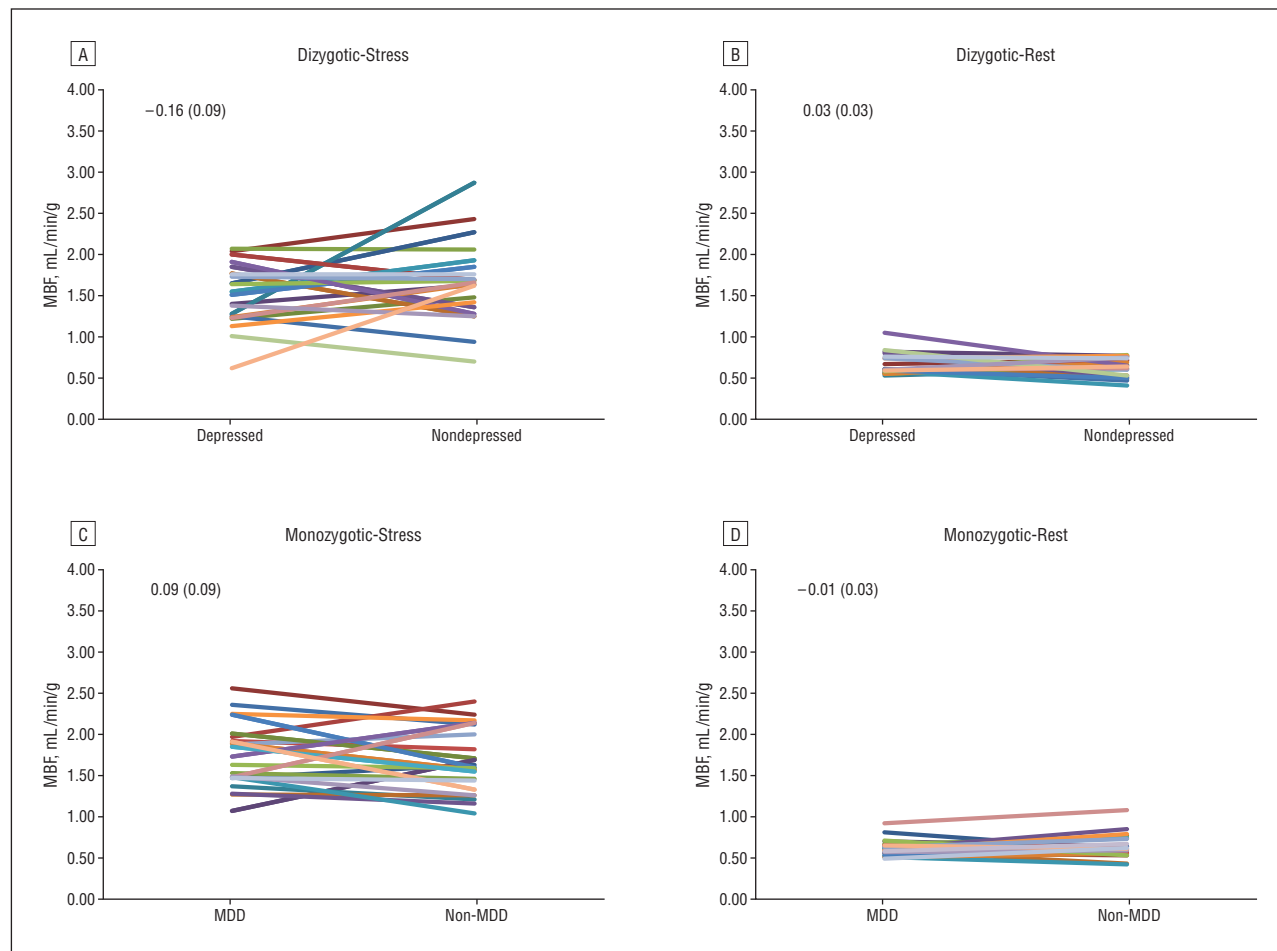 A
Dizygotic-Stress
−0.16 (0.09)
MBF, mL/min/g
4.00
3.50
3.00
2.50
2.00
1.50
1.00
0.50
0.00
Depressed
Nondepressed
B
Dizygotic-Rest
0.03 (0.03)
MBF, mL/min/g
4.00
3.50
3.00
2.50
2.00
1.50
1.00
0.50
0.00
Depressed
Nondepressed
C
Monozygotic-Stress
0.09 (0.09)
MBF, mL/min/g
4.00
3.50
3.00
2.50
2.00
1.50
1.00
0.50
0.00
MDD
Non-MDD
D
Monozygotic-Rest
−0.01 (0.03)
MBF, mL/min/g
4.00
3.50
3.00
2.50
2.00
1.50
1.00
0.50
0.00
MDD
Non-MDD